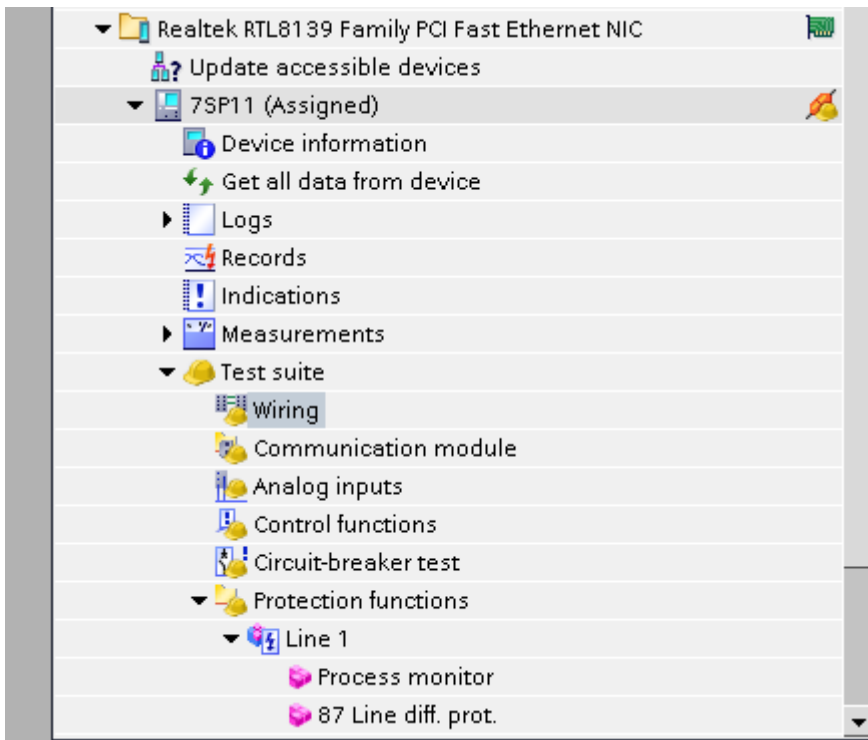 Realtek RTL8139 Family PCI Fast Ethernet NIC
Update accessible devices
7SP11 (Assigned)
Device information
Get all data from device
Logs
Records
Indications
Measurements
Test suite
Wiring
Communication module
Analog inputs
Control functions
Circuit-breaker test
Protection functions
Line 1
Process monitor
87 Line diff. prot.